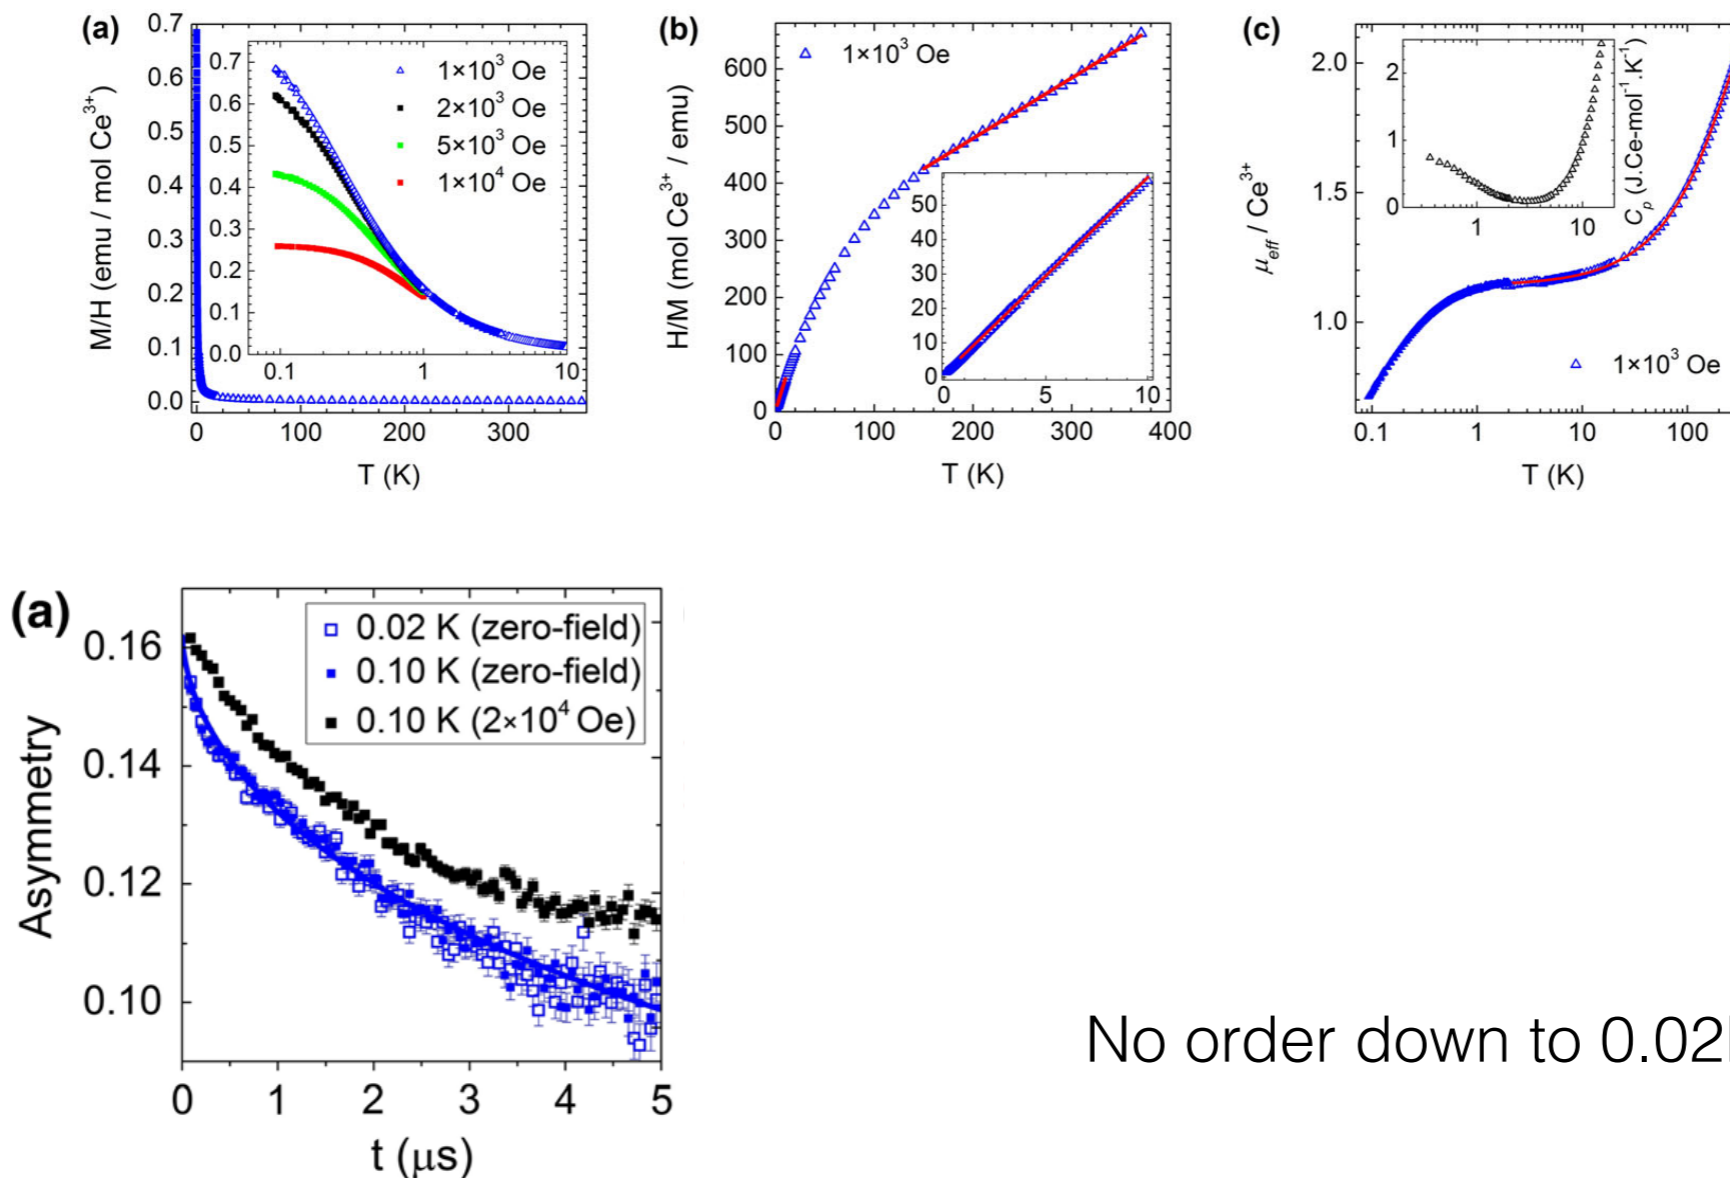 (a)
0.7
0.6
0.5
0.4
0.3
0.2
0.1
0.0
M/H (emu / mol Ce³⁺)
0 100 200 300
T (K)
0.7
0.6
0.5
0.4
0.3
0.2
0.1
0.0
0.1 1 10
1×10³ Oe
2×10³ Oe
5×10³ Oe
1×10⁴ Oe
(b)
1×10³ Oe
600
500
400
300
200
100
0
H/M (mol Ce³⁺ / emu)
0 100 200 300 400
T (K)
50
40
30
20
10
0
0 5 10
(c)
2.0
1.5
1.0
μeff / Ce³⁺
0.1 1 10 100
T (K)
2
1
0
1 10
Cp (J.Ce-mol⁻¹.K⁻¹)
1×10³ Oe
(a)
0.16
0.14
0.12
0.10
Asymmetry
0 1 2 3 4 5
t (μs)
0.02 K (zero-field)
0.10 K (zero-field)
0.10 K (2×10⁴ Oe)
No order down to 0.02